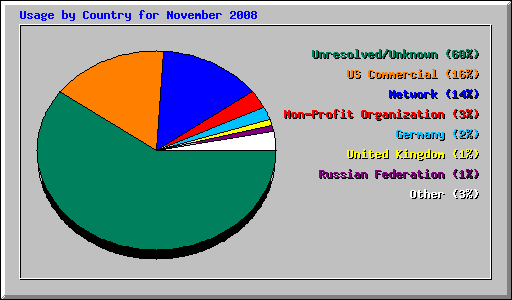 Usage by Country for November 2008
Unresolved/Unknown (60%)
US Commercial (16%)
Network (14%)
Non-Profit Organization (3%)
Germany (2%)
United Kingdom (1%)
Russian Federation (1%)
Other (3%)